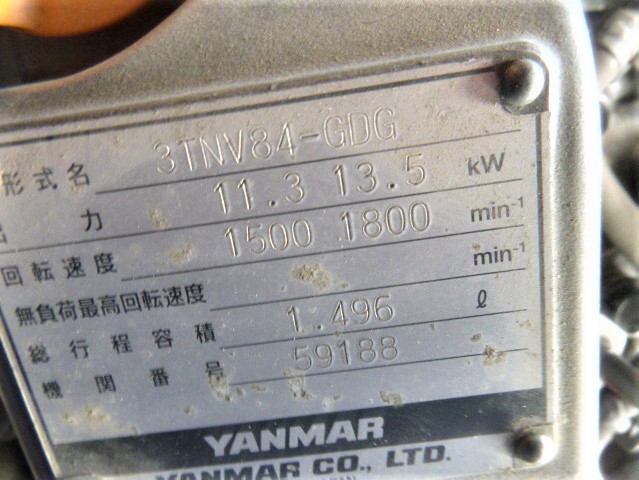 形式名 3TNV84-GDG
出力 11.3 13.5 kW
回転速度 1500 1800 min-1
無負荷最高回転速度 min-1
総行程容積 1.496 ℓ
機関番号 59188
YANMAR
YANMAR CO., LTD.